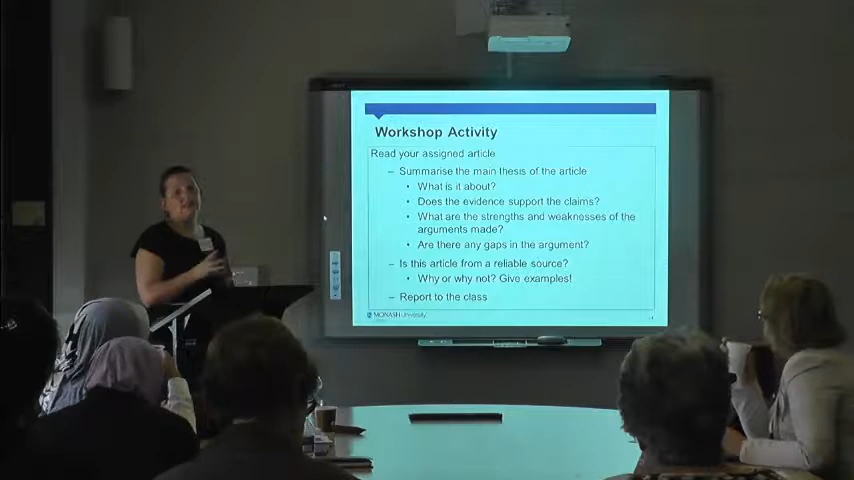 Workshop Activity
Read your assigned article
– Summarise the main thesis of the article
• What is it about?
• Does the evidence support the claims?
• What are the strengths and weaknesses of the
arguments made?
• Are there any gaps in the argument?
– Is this article from a reliable source?
• Why or why not? Give examples!
– Report to the class
MONASH University